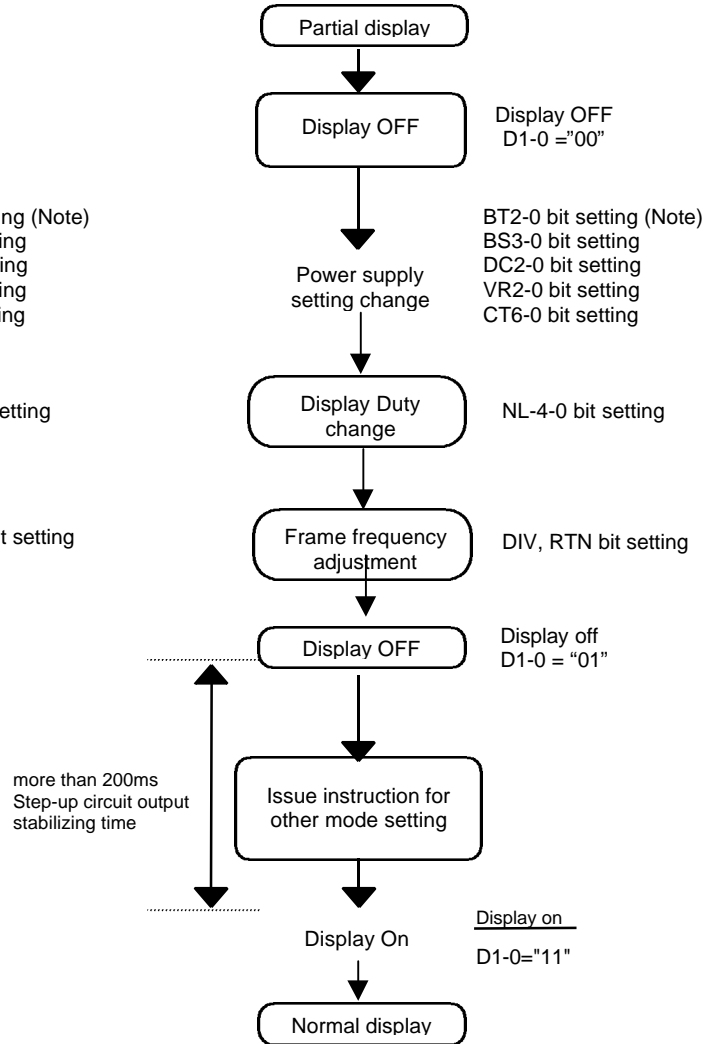 Partial display
Display OFF
Display OFF
D1-0 ="00"
ng (Note)
ing
ing
ing
ing
Power supply
setting change
BT2-0 bit setting (Note)
BS3-0 bit setting
DC2-0 bit setting
VR2-0 bit setting
CT6-0 bit setting
etting
Display Duty
change
NL-4-0 bit setting
t setting
Frame frequency
adjustment
DIV, RTN bit setting
Display OFF
Display off
D1-0 = “01”
more than 200ms
Step-up circuit output
stabilizing time
Issue instruction for
other mode setting
Display On
Display on
D1-0="11"
Normal display